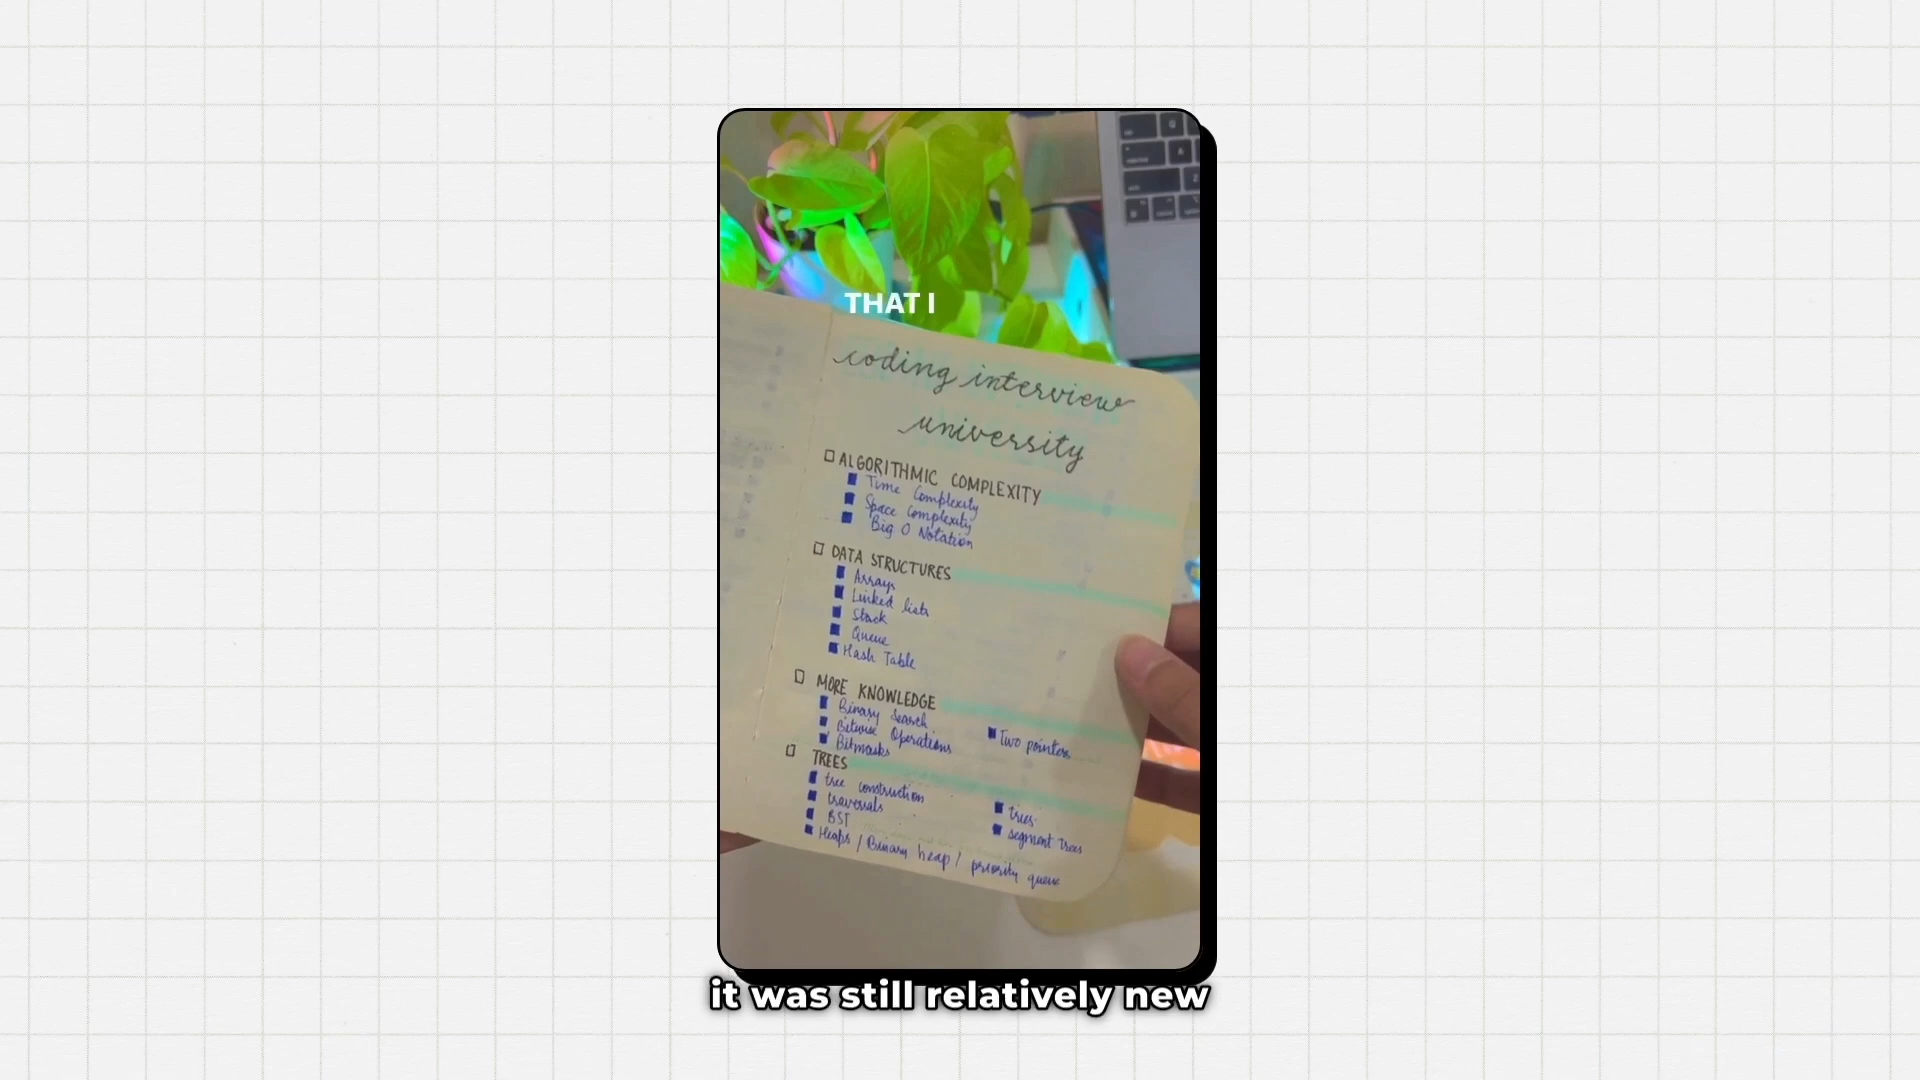 THAT I
coding interview
university
ALGORITHMIC COMPLEXITY
Time Complexity
Space Complexity
Big O Notation
DATA STRUCTURES
Arrays
Linked lists
Stack
Queue
Hash Table
MORE KNOWLEDGE
Binary Search
Bitwise Operations
Bitmasks
Two pointers
TREES
tree construction
traversals
BST
Heaps / Binary heap / priority queue
segment trees
it was still relatively new